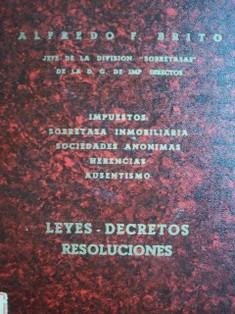 ALFREDO F. BRITO
JEFE DE LA DIVISION "SOBRETASAS"
DE LA D. G. DE IMP DIRECTOS
IMPUESTOS:
SOBRETASA INMOBILIARIA
SOCIEDADES ANONIMAS
HERENCIAS
AUSENTISMO
LEYES - DECRETOS
RESOLUCIONES